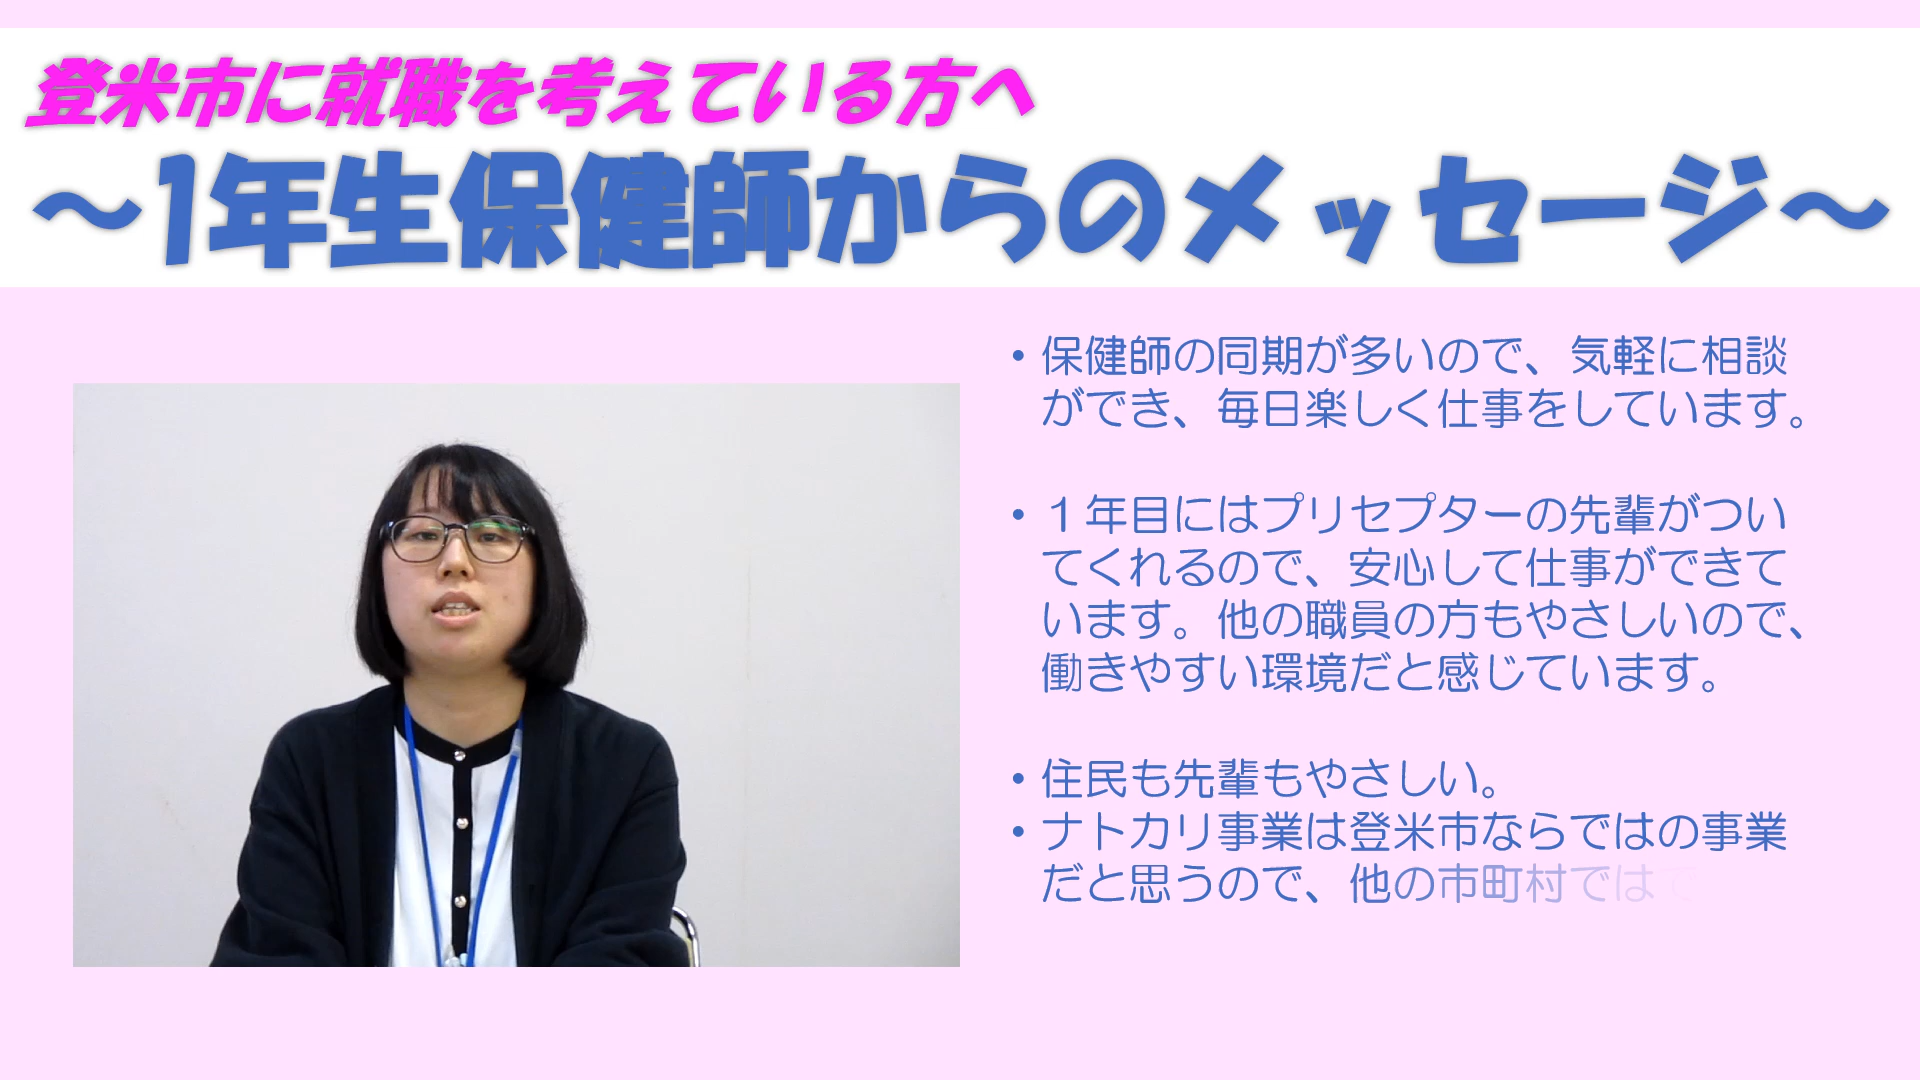 登米市に就職を考えている方へ
～1年生保健師からのメッセージ～
・保健師の同期が多いので、気軽に相談
ができ、毎日楽しく仕事をしています。
・１年目にはプリセプターの先輩がつい
てくれるので、安心して仕事ができて
います。他の職員の方もやさしいので、
働きやすい環境だと感じています。
・住民も先輩もやさしい。
・ナトカリ事業は登米市ならではの事業
だと思うので、他の市町村では